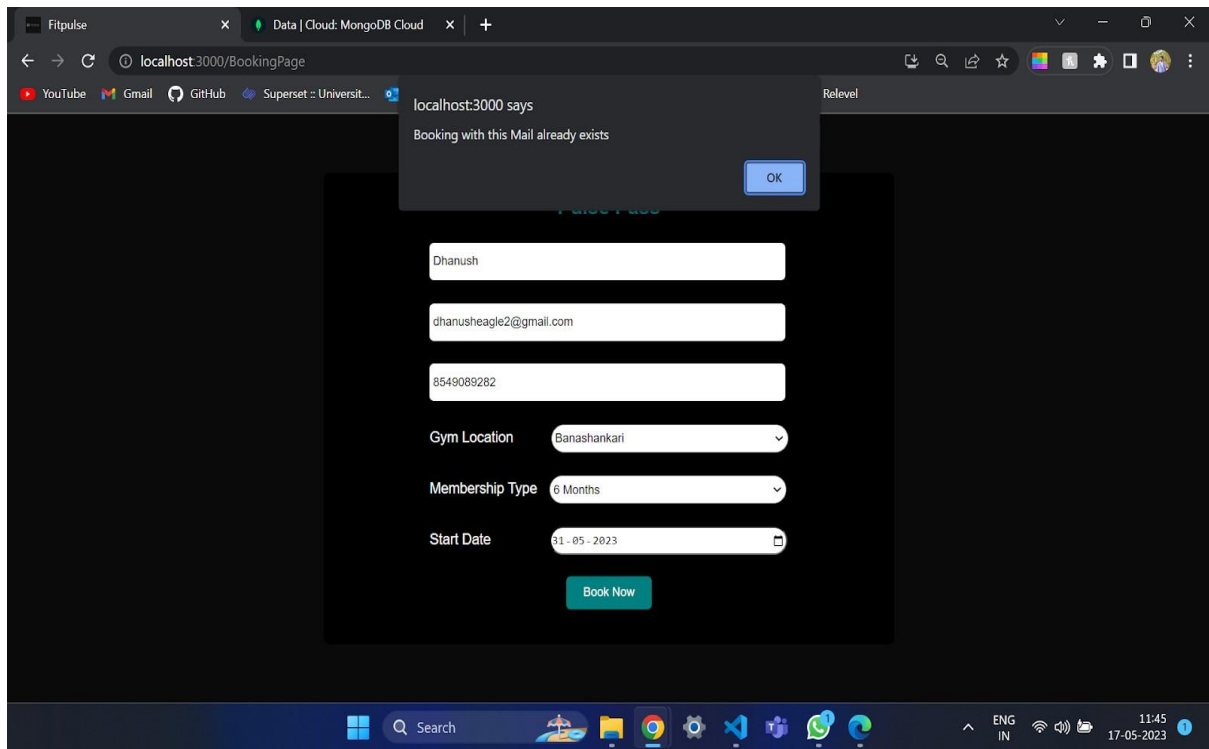 Fitpulse
Data | Cloud: MongoDB Cloud
localhost:3000/BookingPage
YouTube Gmail GitHub Superset :: Universit... Relevel
localhost:3000 says
Booking with this Mail already exists
OK
Dhanush
dhanusheagle2@gmail.com
8549089282
Gym Location Banashankari
Membership Type 6 Months
Start Date 31-05-2023
Book Now
Search ENG IN 11:45 17-05-2023 1